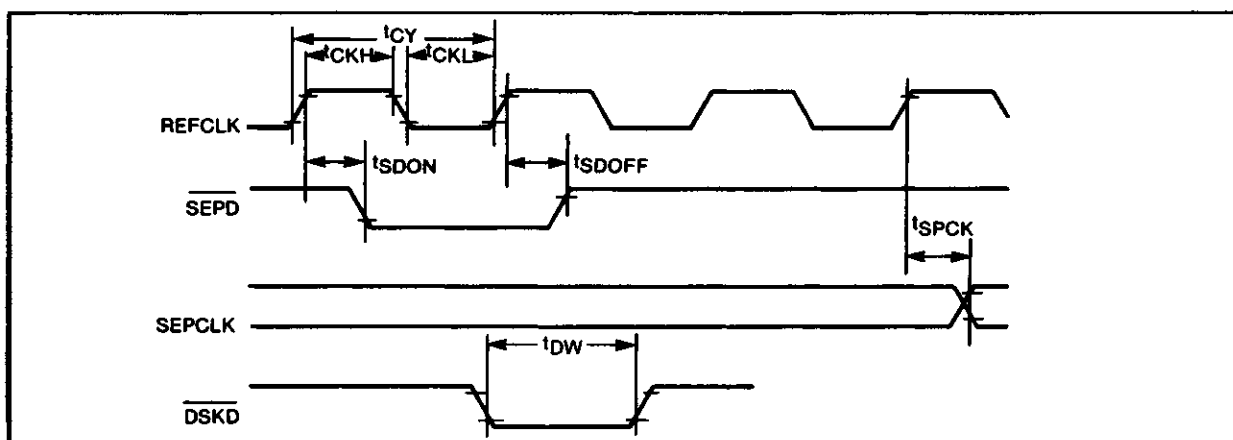 tCY
tCKH tCKL
REFCLK
tSDON tSDOFF
SEPD
tSPCK
SEPCLK
tDW
DSKD